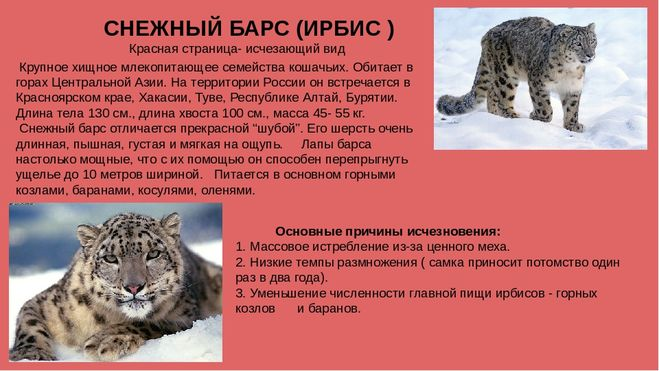 СНЕЖНЫЙ БАРС (ИРБИС )
Красная страница- исчезающий вид
Крупное хищное млекопитающее семейства кошачьих. Обитает в
горах Центральной Азии. На территории России он встречается в
Красноярском крае, Хакасии, Туве, Республике Алтай, Бурятии.
Длина тела 130 см., длина хвоста 100 см., масса 45- 55 кг.
Снежный барс отличается прекрасной “шубой”. Его шерсть очень
длинная, пышная, густая и мягкая на ощупь. Лапы барса
настолько мощные, что с их помощью он способен перепрыгнуть
ущелье до 10 метров шириной. Питается в основном горными
козлами, баранами, косулями, оленями.
Основные причины исчезновения:
1. Массовое истребление из-за ценного меха.
2. Низкие темпы размножения ( самка приносит потомство один
раз в два года).
3. Уменьшение численности главной пищи ирбисов - горных
козлов и баранов.